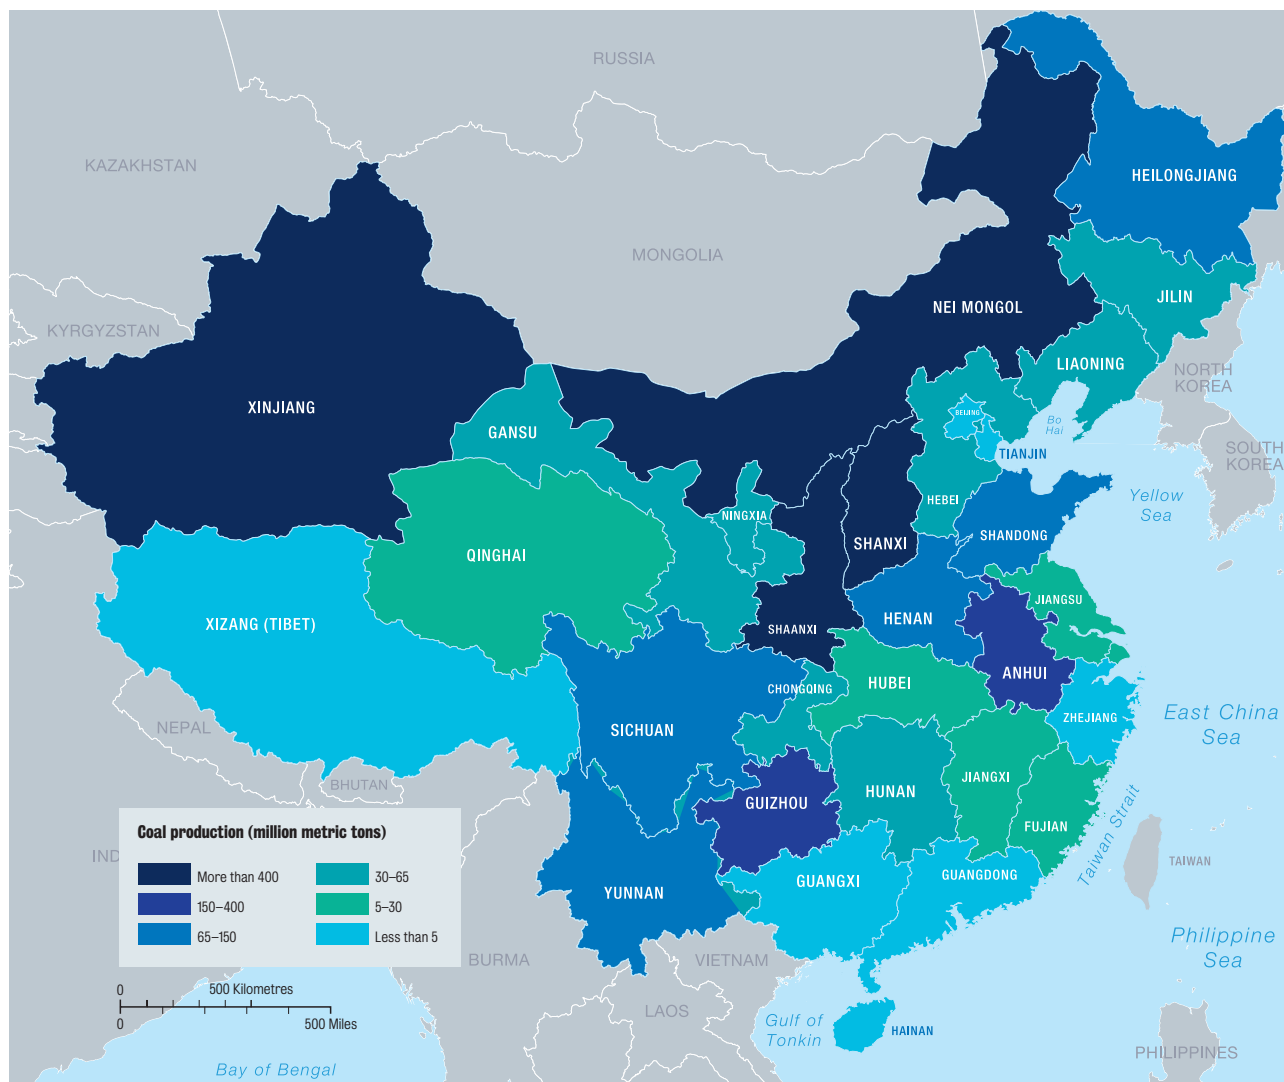 RUSSIA
KAZAKHSTAN
HEILONGJIANG
MONGOLIA
JILIN
NEI MONGOL
KYRGYZSTAN
LIAONING
NORTH
KOREA
XINJIANG
BEIJING
Bo
Hai
GANSU
TIANJIN
SOUTH
KOREA
HEBEI
Yellow
Sea
NINGXIA
SHANDONG
SHANXI
QINGHAI
JIANGSU
HENAN
XIZANG (TIBET)
SHAANXI
ANHUI
HUBEI
CHONGQING
East China
Sea
ZHEJIANG
NEPAL
SICHUAN
JIANGXI
BHUTAN
HUNAN
GUIZHOU
FUJIAN
Taiwan Strait
TAIWAN
IND
GUANGXI
GUANGDONG
YUNNAN
Coal production (million metric tons)
More than 400
150–400
65–150
30–65
5–30
Less than 5
Philippine
Sea
BURMA
VIETNAM
0
500 Kilometres
0
500 Miles
LAOS
Gulf of
Tonkin
HAINAN
PHILIPPINES
Bay of Bengal